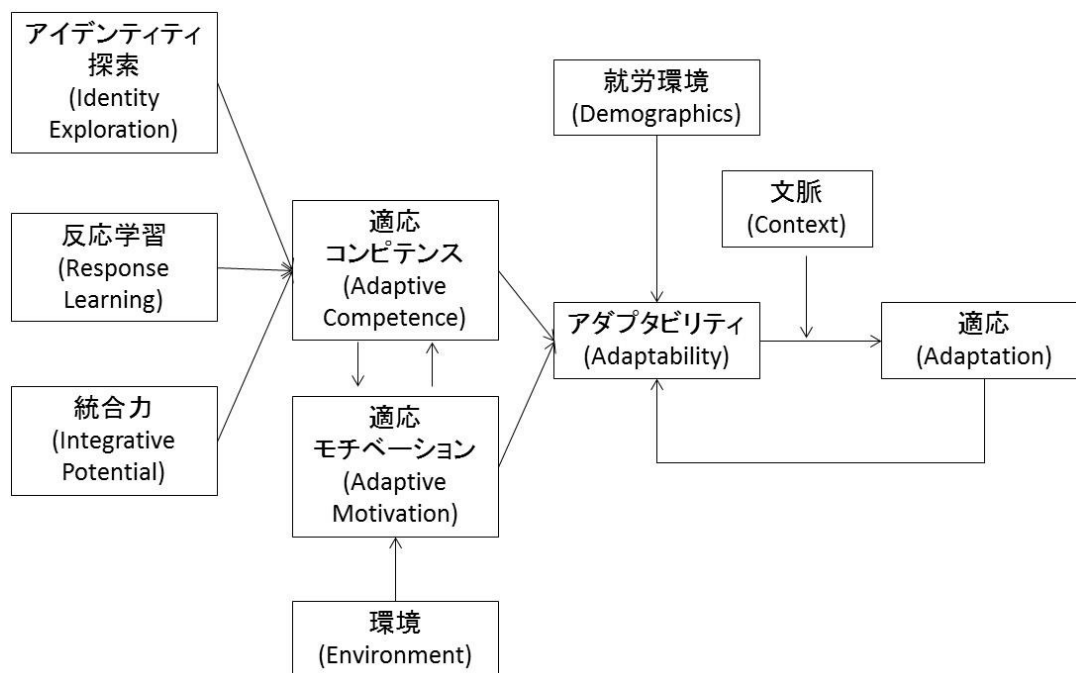 アイデンティティ
探索
(Identity
Exploration)
反応学習
(Response
Learning)
統合力
(Integrative
Potential)
適応
コンピテンス
(Adaptive
Competence)
適応
モチベーション
(Adaptive
Motivation)
環境
(Environment)
就労環境
(Demographics)
文脈
(Context)
アダプタビリティ
(Adaptability)
適応
(Adaptation)